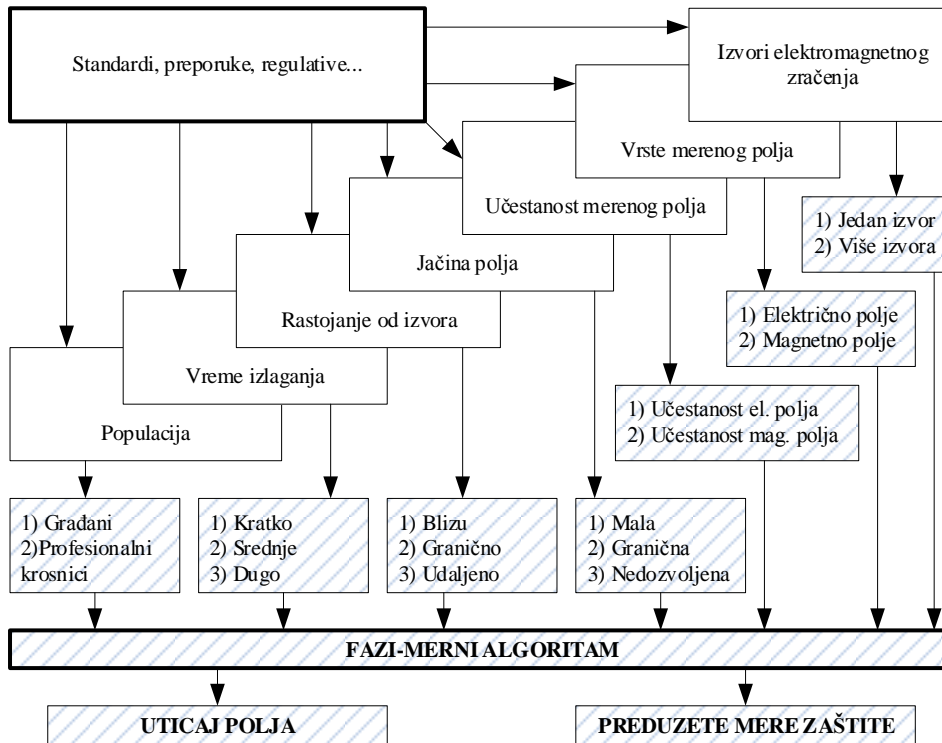 Standardi, preporuke, regulative...
Izvori elektromagnetnog
zračenja
Vrste merenog polja
Učestanost merenog polja
Jačina polja
Rastojanje od izvora
Vreme izlaganja
Populacija
1) Jedan izvor
2) Više izvora
1) Električno polje
2) Magnetno polje
1) Učestanost el. polja
2) Učestanost mag. polja
1) Građani
2)Profesionalni
krosnici
1) Kratko
2) Srednje
3) Dugo
1) Blizu
2) Granično
3) Udaljeno
1) Mala
2) Granična
3) Nedozvoljena
FAZI-MERNI ALGORITAM
UTICAJ POLJA
PREDUZETE MERE ZAŠTITE